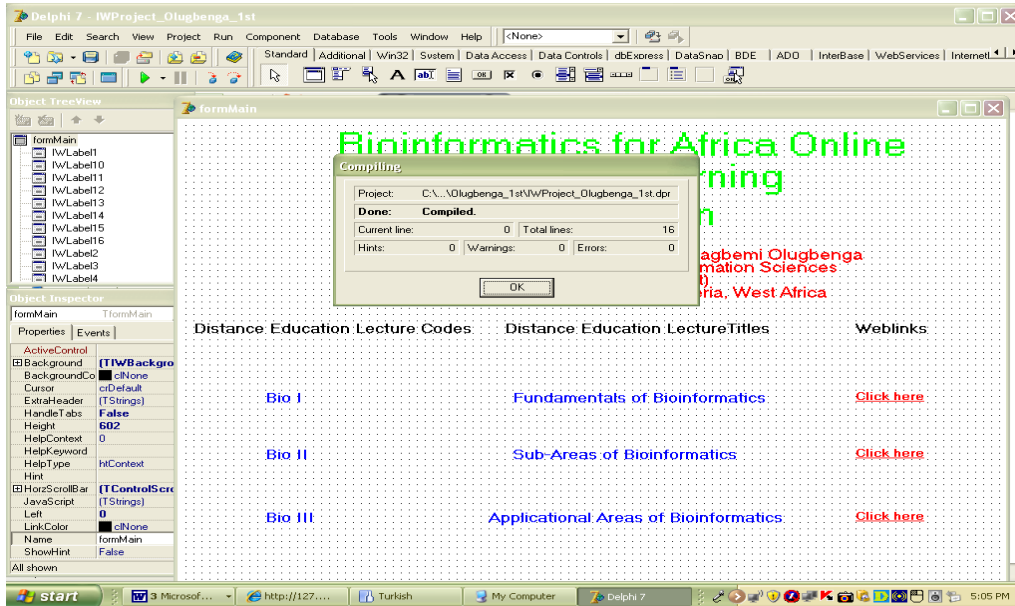 Delphi 7 - IWProject_Olugbenga_1st
File Edit Search View Project Run Component Database Tools Window Help <None>
Standard Additional Win32 System Data Access Data Controls dbExpress DataSnap BDE ADO InterBase WebServices InternetE
Object TreeView
formMain
IWLabel1
IWLabel10
IWLabel11
IWLabel12
IWLabel13
IWLabel14
IWLabel15
IWLabel16
IWLabel2
IWLabel3
IWLabel4
Object Inspector
formMain TformMain
Properties Events
ActiveControl
Background (TIWBackgro
BackgroundCo clNone
Cursor crDefault
ExtraHeader (TStrings)
HandleTabs False
Height 602
HelpContext 0
HelpKeyword
HelpType htContext
Hint
HorzScrollBar (TControlScro
JavaScript (TStrings)
Left 0
LinkColor clNone
Name formMain
ShowHint False
All shown
formMain
Bioinformatics for Africa Online
rning
n
Compiling
Project: C:\...\Olugbenga_1st\IWProject_Olugbenga_1st.dpr
Done: Compiled.
Current line: 0 Total lines: 16
Hints: 0 Warnings: 0 Errors: 0
OK
agbemi Olugbenga
rmation Sciences
t)
eria, West Africa
Distance Education Lecture Codes Distance Education LectureTitles Weblinks
Bio I Fundamentals of Bioinformatics Click here
Bio II Sub-Areas of Bioinformatics Click here
Bio III Applicational Areas of Bioinformatics Click here
start 3 Microsof... http://127.... Turkish My Computer Delphi 7 5:05 PM